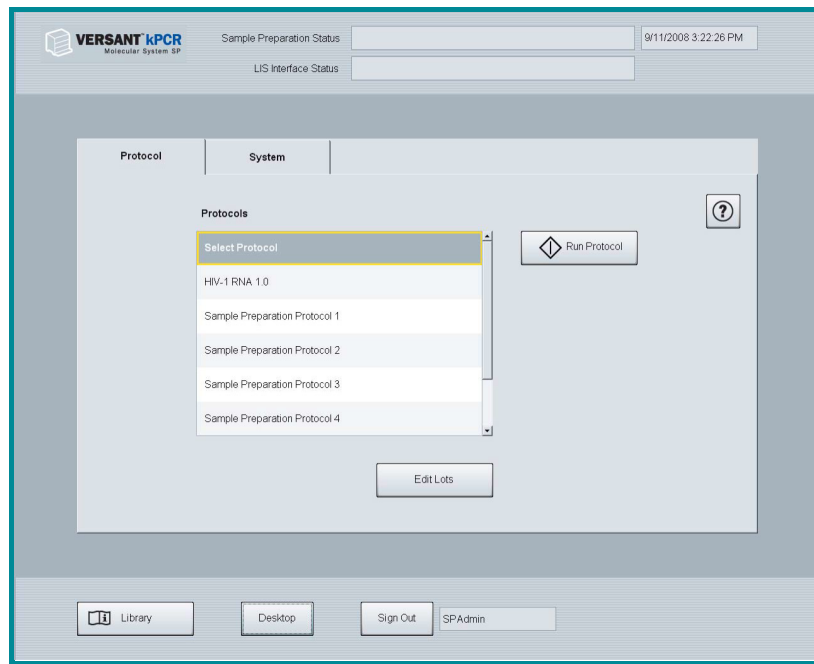 VERSANT™ kPCR
Molecular System SP
Sample Preparation Status
9/11/2008 3:22:26 PM
LIS Interface Status
Protocol
System
Protocols
?
Select Protocol
Run Protocol
HIV-1 RNA 1.0
Sample Preparation Protocol 1
Sample Preparation Protocol 2
Sample Preparation Protocol 3
Sample Preparation Protocol 4
Edit Lots
i Library
Desktop
Sign Out
SPAdmin